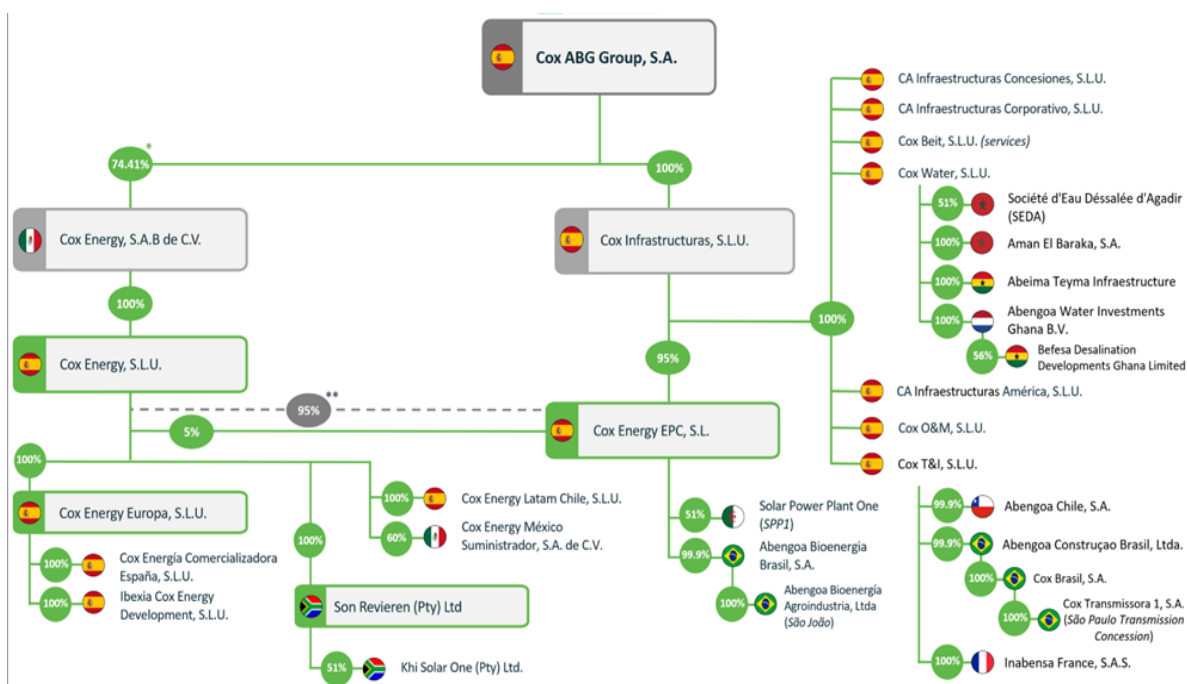 Cox ABG Group, S.A.
74.41%
*
100%
Cox Energy, S.A.B de C.V.
Cox Infrastructuras, S.L.U.
100%
Cox Energy, S.L.U.
95%
95%
**
5%
Cox Energy EPC, S.L.
100%
Cox Energy Europa, S.L.U.
100%
Cox Energía Comercializadora
España, S.L.U.
100%
Ibexia Cox Energy
Development, S.L.U.
100%
Son Revieren (Pty) Ltd
51%
Khi Solar One (Pty) Ltd.
100%
Cox Energy Latam Chile, S.L.U.
60%
Cox Energy México
Suministrador, S.A. de C.V.
51%
Solar Power Plant One
(SPP1)
99.9%
Abengoa Bioenergia
Brasil, S.A.
100%
Abengoa Bioenergía
Agroindustria, Ltda
(São João)
100%
CA Infraestructuras Concesiones, S.L.U.
CA Infraestructuras Corporativo, S.L.U.
Cox Beit, S.L.U. (services)
Cox Water, S.L.U.
51%
Société d'Eau Déssalée d'Agadir
(SEDA)
100%
Aman El Baraka, S.A.
100%
Abeima Teyma Infrastructure
100%
Abengoa Water Investments
Ghana B.V.
56%
Befesa Desalination
Developments Ghana Limited
CA Infraestructuras América, S.L.U.
Cox O&M, S.L.U.
Cox T&I, S.L.U.
99.9%
Abengoa Chile, S.A.
99.9%
Abengoa Construçao Brasil, Ltda.
100%
Cox Brasil, S.A.
100%
Cox Transmissora 1, S.A.
(São Paulo Transmission
Concession)
100%
Inabensa France, S.A.S.